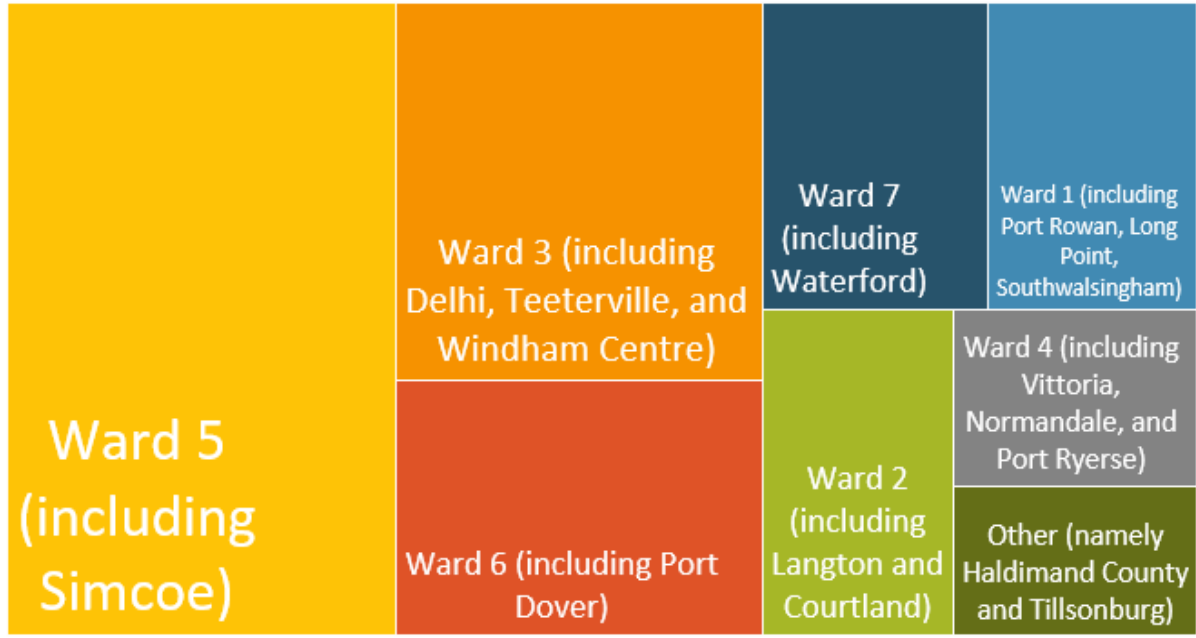 Ward 5
(including
Simcoe)
Ward 3 (including
Delhi, Teeterville, and
Windham Centre)
Ward 6 (including Port
Dover)
Ward 7
(including
Waterford)
Ward 1 (including
Port Rowan, Long
Point,
Southwalsingham)
Ward 2
(including
Langton and
Courtland)
Ward 4 (including
Vittoria,
Normandale, and
Port Ryerse)
Other (namely
Haldimand County
and Tillsonburg)